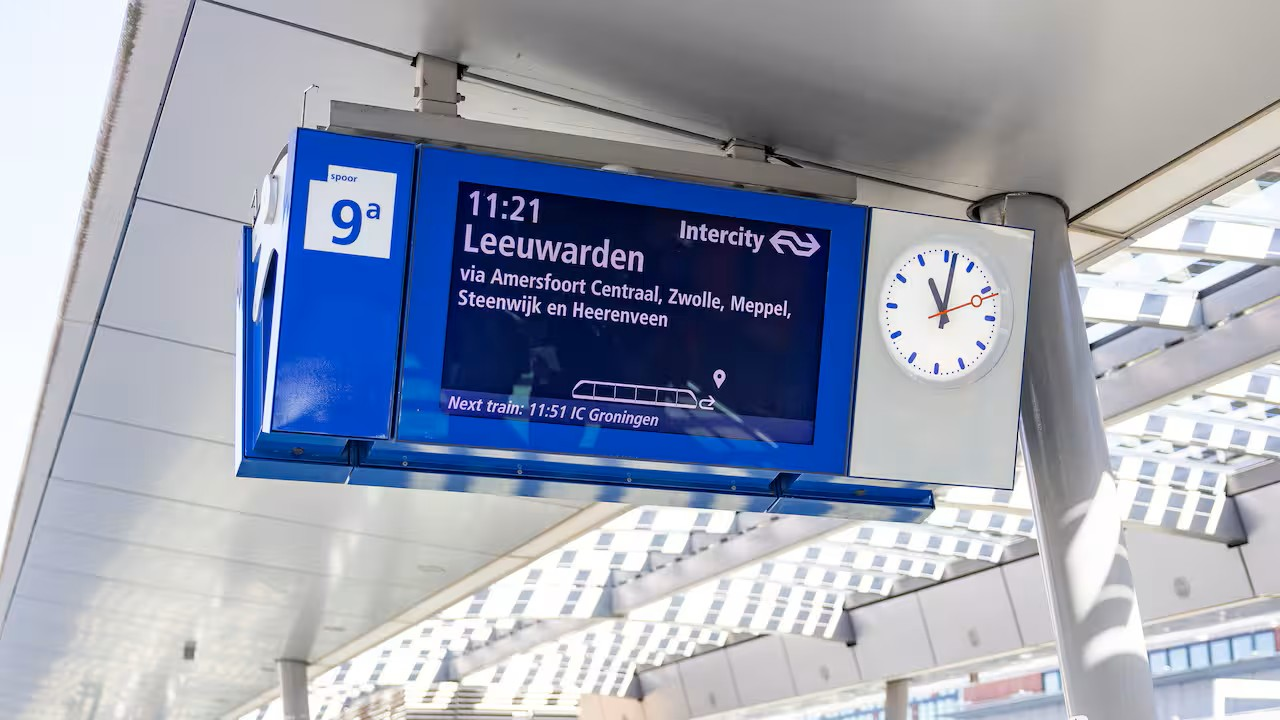 spoor
9a
11:21
Intercity
Leeuwarden
via Amersfoort Centraal, Zwolle, Meppel,
Steenwijk en Heerenveen
Next train: 11:51 IC Groningen